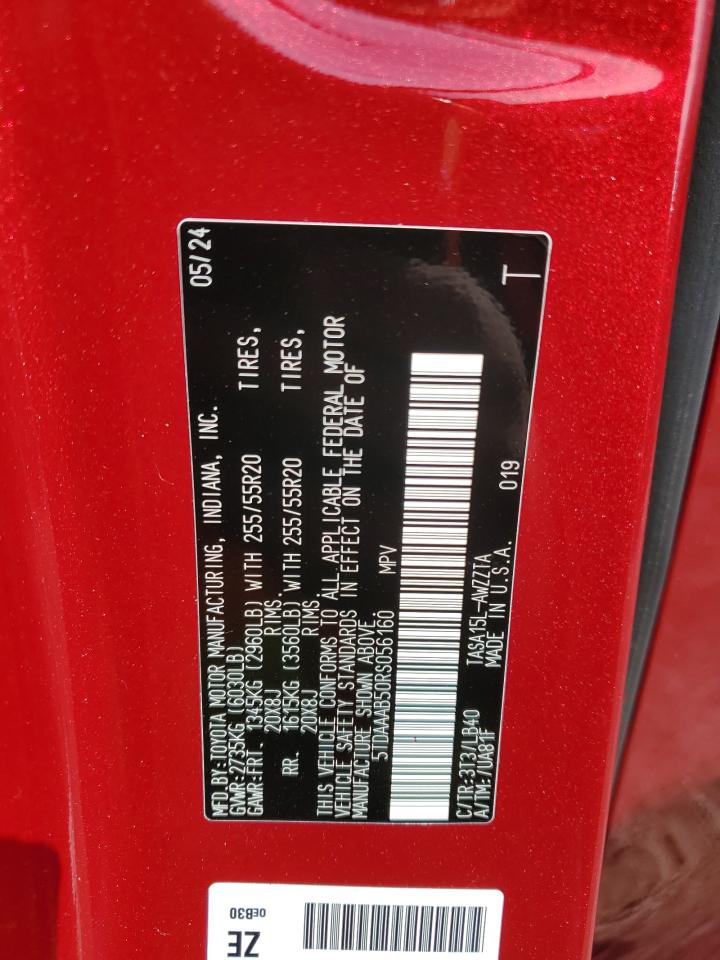 MFD.BY:TOYOTA MOTOR MANUFACTURING, INDIANA, INC. 05/24
GVWR:2735KG (6030LB)
GAWR:FRT. 1345KG (2960LB) WITH 255/55R20 TIRES,
20X8J RIMS.
RR. 1615KG (3560LB) WITH 255/55R20 TIRES,
20X8J RIMS.
THIS VEHICLE CONFORMS TO ALL APPLICABLE FEDERAL MOTOR
VEHICLE SAFETY STANDARDS IN EFFECT ON THE DATE OF
MANUFACTURE SHOWN ABOVE.
5TDAAAB50RS056160 MPV
C/TR:3T3/LB40 TASA15L-AWZZTA 019 T
A/TM:-/UA81F MADE IN U.S.A.
0EB30
ZE